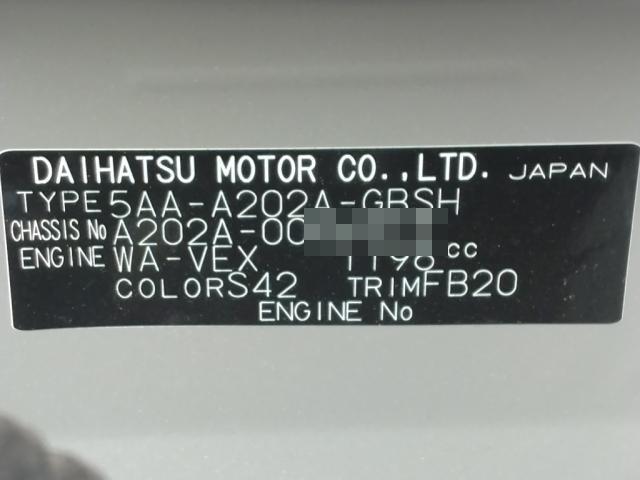 DAIHATSU MOTOR CO.,LTD. JAPAN
TYPE 5AA-A202A-GBSH
CHASSIS No A202A-00
ENGINE WA-VEX 1196 cc
COLOR S42 TRIM FB20
ENGINE No